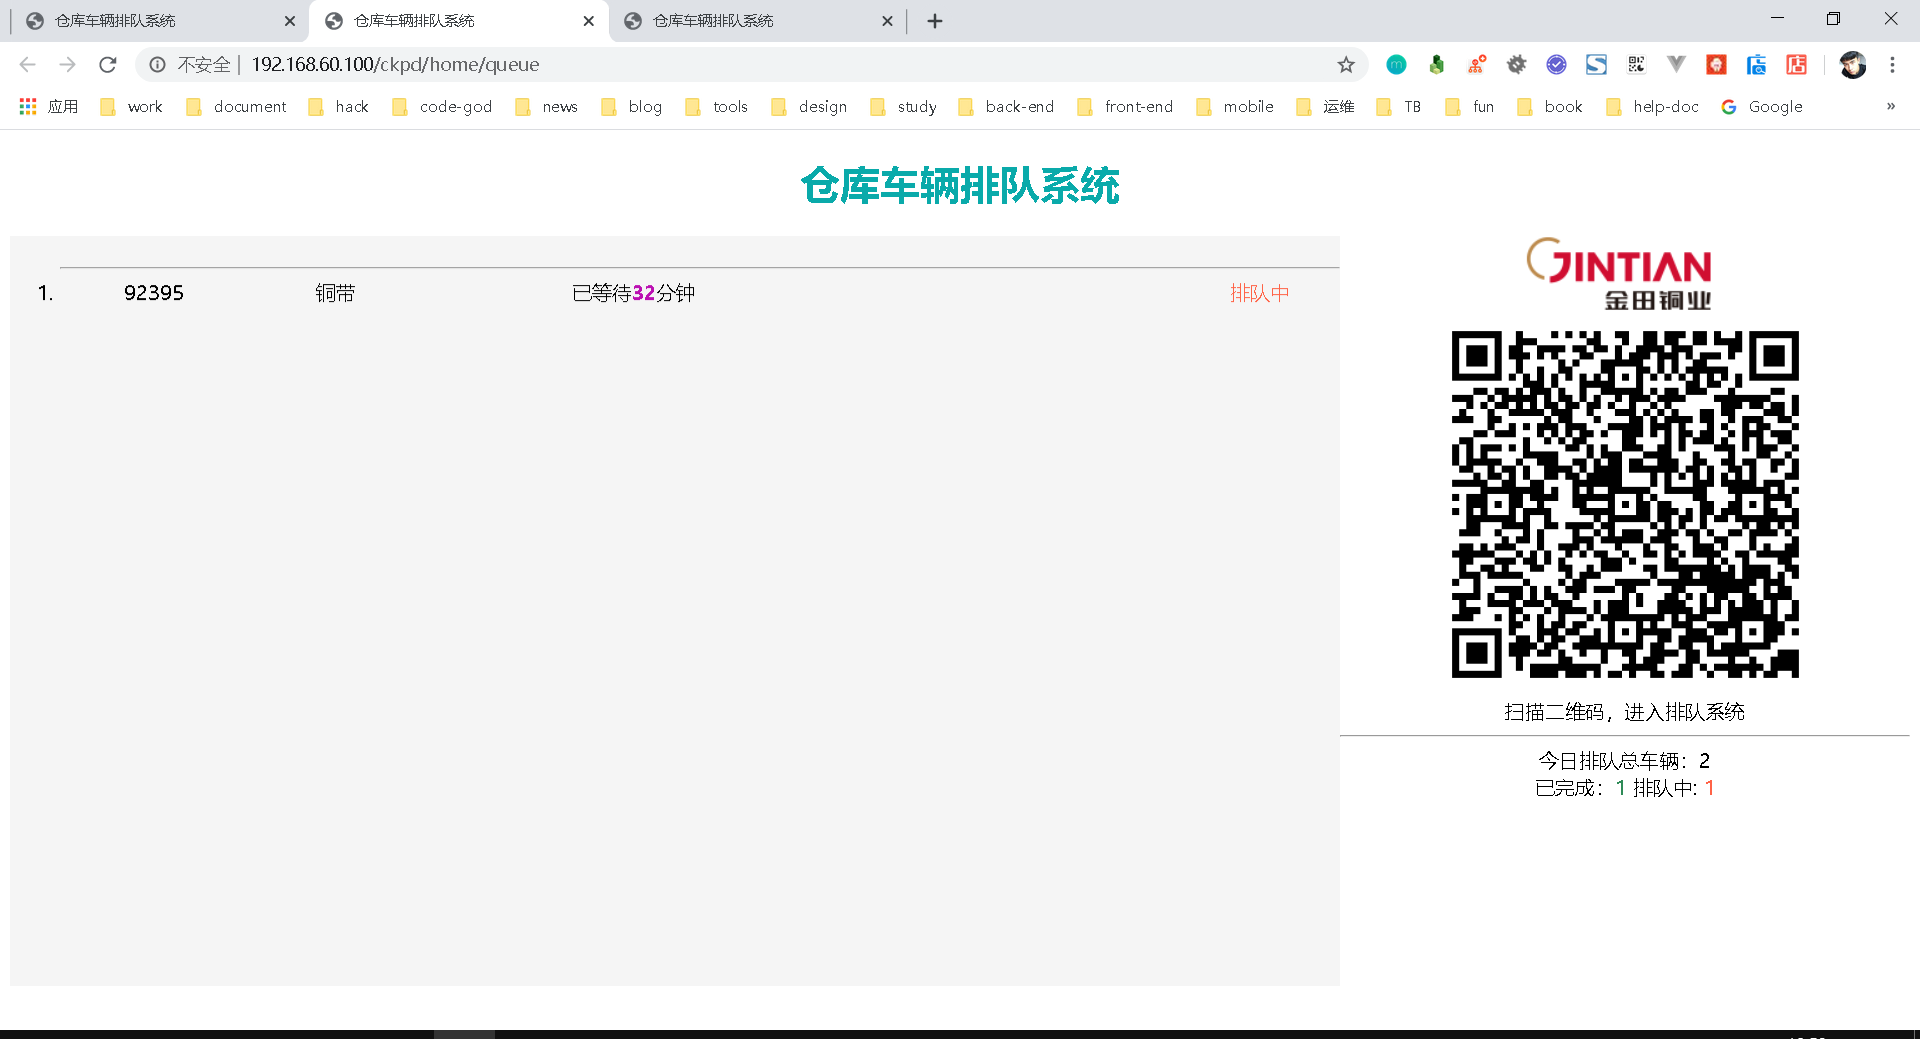 仓库车辆排队系统
仓库车辆排队系统
仓库车辆排队系统
不安全 | 192.168.60.100/ckpd/home/queue
应用 work document hack code-god news blog tools design study back-end front-end mobile 运维 TB fun book help-doc Google »
仓库车辆排队系统
1. 92395 铜带 已等待32分钟 排队中
JINTIAN
金田铜业
扫描二维码，进入排队系统
今日排队总车辆：2
已完成：1 排队中: 1